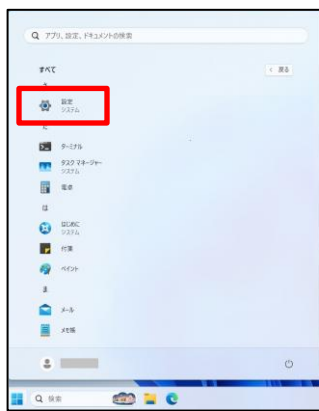 アプリ、設定、ドキュメントの検索
すべて
戻る
さ
設定
システム
た
ターミナル
タスク マネージャー
システム
電卓
は
はじめに
システム
付箋
ペイント
ま
メール
メモ帳
検索